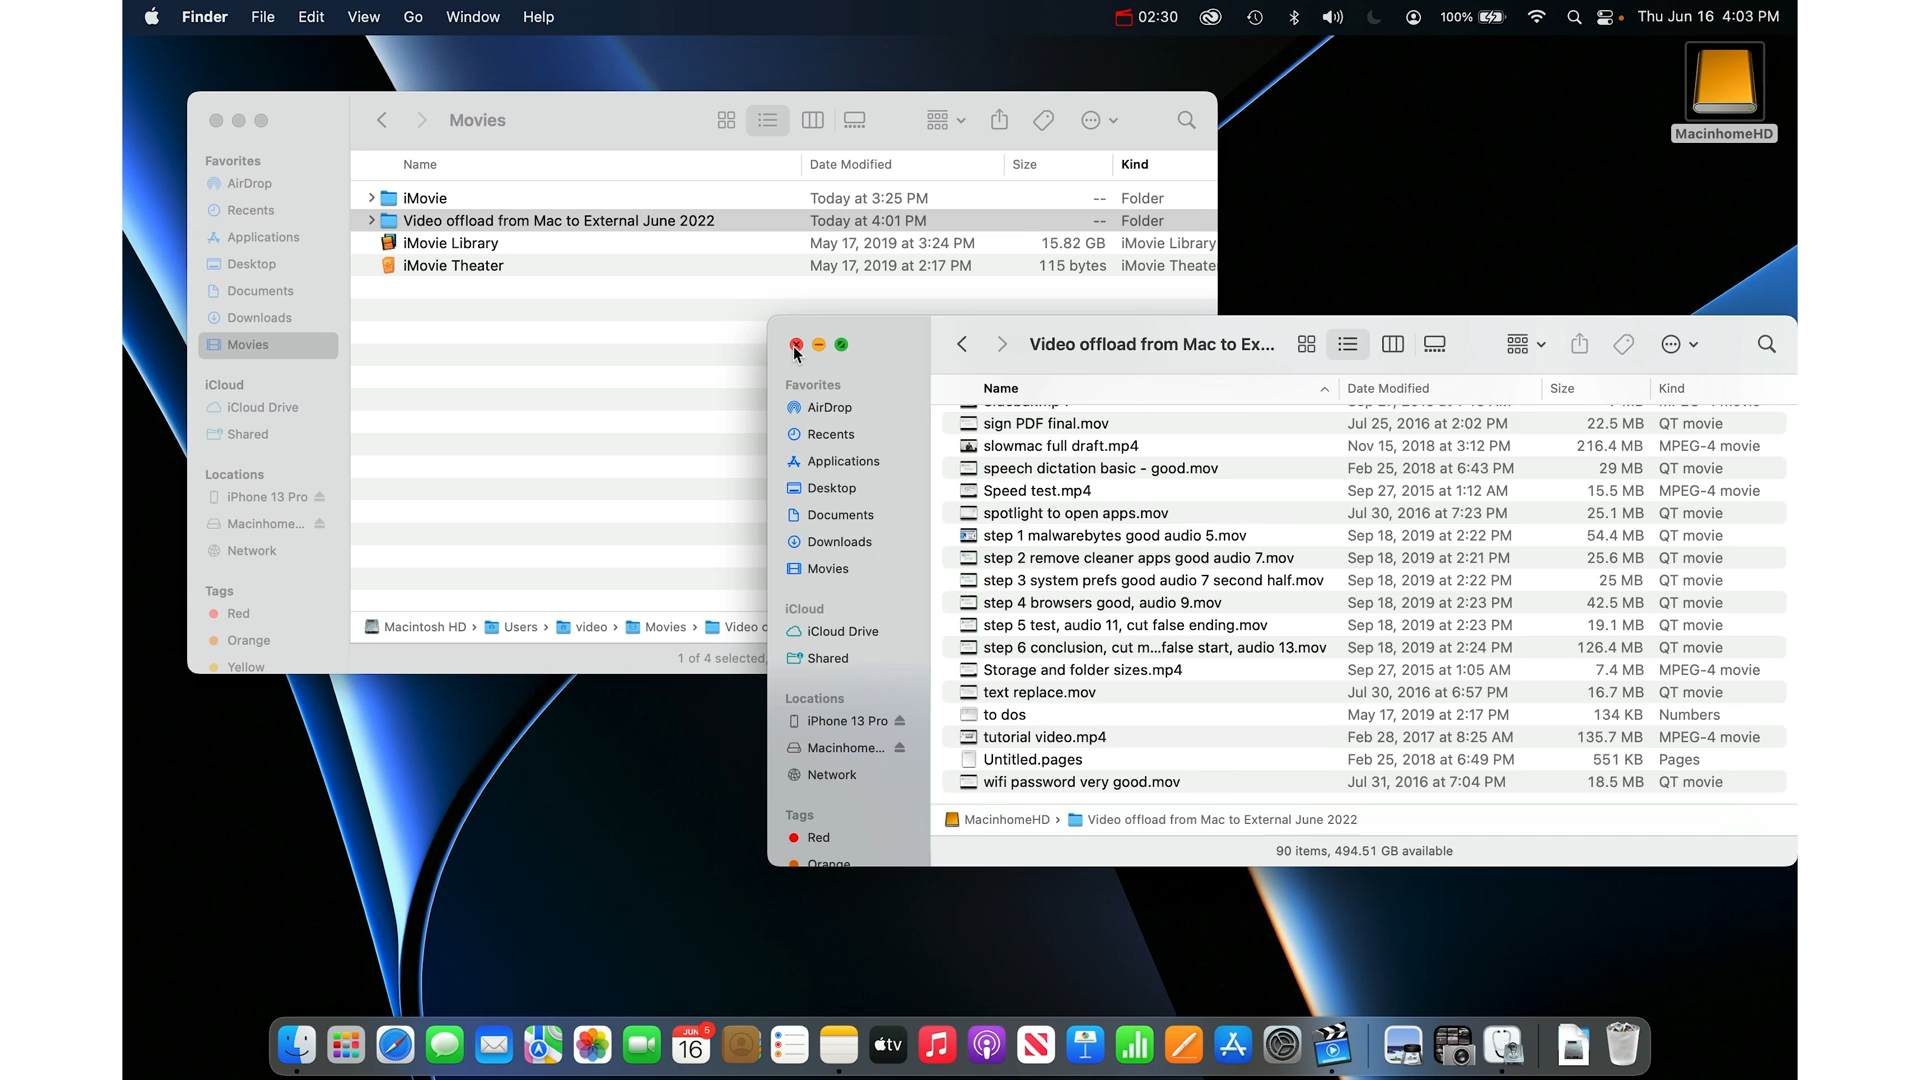 Finder File Edit View Go Window Help 02:30 100% Thu Jun 16 4:03 PM
MacinhomeHD
Movies
Favorites
AirDrop
Recents
Applications
Desktop
Documents
Downloads
Movies
iCloud
iCloud Drive
Shared
Locations
iPhone 13 Pro
Macinhome...
Network
Tags
Red
Orange
Yellow
Name Date Modified Size Kind
iMovie Today at 3:25 PM -- Folder
Video offload from Mac to External June 2022 Today at 4:01 PM -- Folder
iMovie Library May 17, 2019 at 3:24 PM 15.82 GB iMovie Library
iMovie Theater May 17, 2019 at 2:17 PM 115 bytes iMovie Theate
Macintosh HD › Users › video › Movies › Video o
1 of 4 selected,
Video offload from Mac to Ex...
Favorites
AirDrop
Recents
Applications
Desktop
Documents
Downloads
Movies
iCloud
iCloud Drive
Shared
Locations
iPhone 13 Pro
Macinhome...
Network
Tags
Red
Orange
Name Date Modified Size Kind
sign PDF final.mov Jul 25, 2016 at 2:02 PM 22.5 MB QT movie
slowmac full draft.mp4 Nov 15, 2018 at 3:12 PM 216.4 MB MPEG-4 movie
speech dictation basic - good.mov Feb 25, 2018 at 6:43 PM 29 MB QT movie
Speed test.mp4 Sep 27, 2015 at 1:12 AM 15.5 MB MPEG-4 movie
spotlight to open apps.mov Jul 30, 2016 at 7:23 PM 25.1 MB QT movie
step 1 malwarebytes good audio 5.mov Sep 18, 2019 at 2:22 PM 54.4 MB QT movie
step 2 remove cleaner apps good audio 7.mov Sep 18, 2019 at 2:21 PM 25.6 MB QT movie
step 3 system prefs good audio 7 second half.mov Sep 18, 2019 at 2:22 PM 25 MB QT movie
step 4 browsers good, audio 9.mov Sep 18, 2019 at 2:23 PM 42.5 MB QT movie
step 5 test, audio 11, cut false ending.mov Sep 18, 2019 at 2:23 PM 19.1 MB QT movie
step 6 conclusion, cut m...false start, audio 13.mov Sep 18, 2019 at 2:24 PM 126.4 MB QT movie
Storage and folder sizes.mp4 Sep 27, 2015 at 1:05 AM 7.4 MB MPEG-4 movie
text replace.mov Jul 30, 2016 at 6:57 PM 16.7 MB QT movie
to dos May 17, 2019 at 2:17 PM 134 KB Numbers
tutorial video.mp4 Feb 28, 2017 at 8:25 AM 135.7 MB MPEG-4 movie
Untitled.pages Feb 25, 2018 at 6:49 PM 551 KB Pages
wifi password very good.mov Jul 31, 2016 at 7:04 PM 18.5 MB QT movie
MacinhomeHD › Video offload from Mac to External June 2022
90 items, 494.51 GB available
JUN 5
16
tv